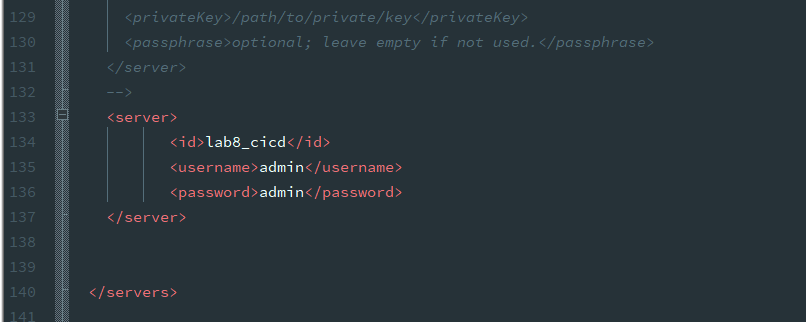 129 <privateKey>/path/to/private/key</privateKey>
130 <passphrase>optional; leave empty if not used.</passphrase>
131 </server>
132 -->
133 <server>
134 <id>lab8_cicd</id>
135 <username>admin</username>
136 <password>admin</password>
137 </server>
138
139
140 </servers>
141